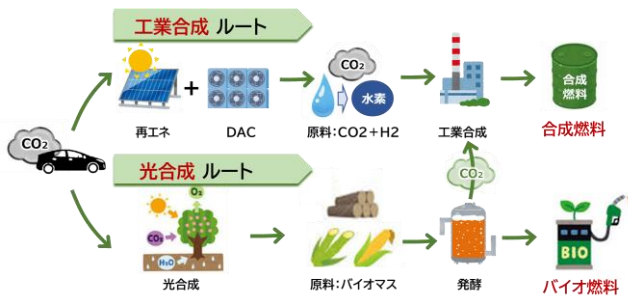 工業合成 ルート
CO₂
水素
合成
燃料
再エネ
+
DAC
原料:CO2+H2
工業合成
合成燃料
CO₂
光合成 ルート
CO₂
O₂
CO₂
H₂O
BIO
光合成
原料:バイオマス
発酵
バイオ燃料